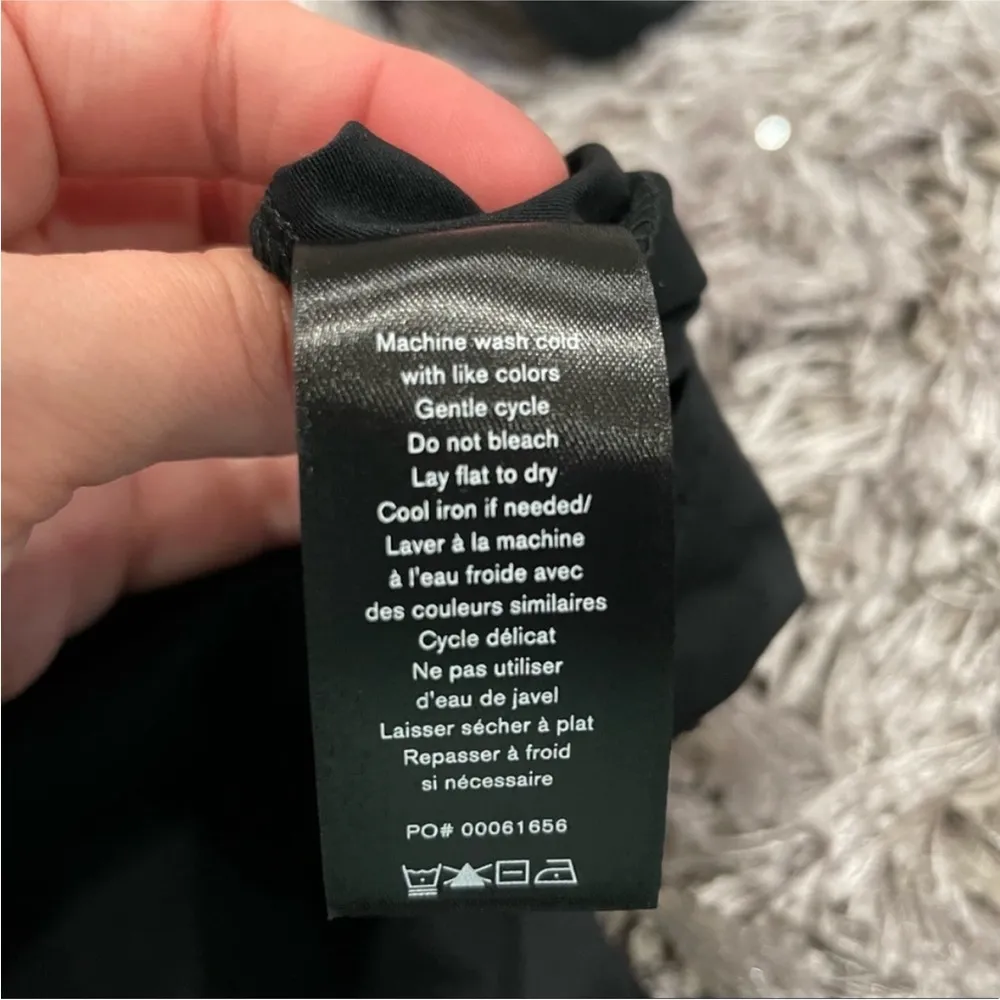 Machine wash cold
with like colors
Gentle cycle
Do not bleach
Lay flat to dry
Cool iron if needed/
Laver à la machine
à l'eau froide avec
des couleurs similaires
Cycle délicat
Ne pas utiliser
d'eau de javel
Laisser sécher à plat
Repasser à froid
si nécessaire
PO# 00061656